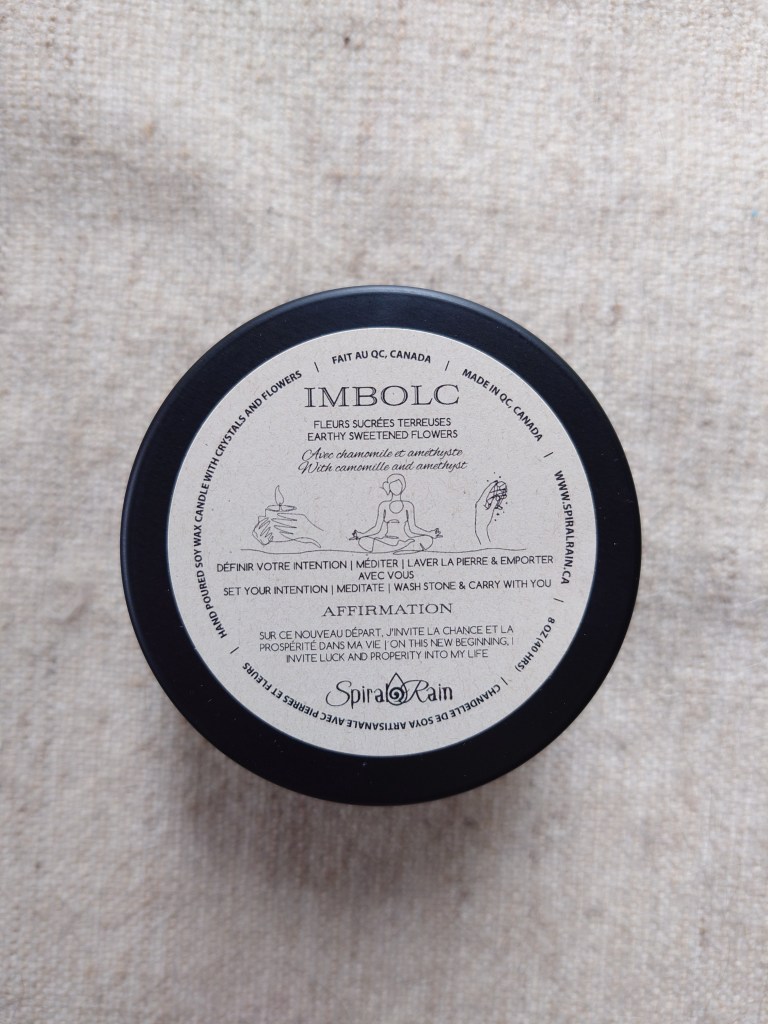 HAND POURED SOY WAX CANDLE WITH CRYSTALS AND FLOWERS | FAIT AU QC, CANADA | MADE IN QC, CANADA | WWW.SPIRALRAIN.CA | 8 OZ (40 HRS) | CHANDELLE DE SOYA ARTISANALE AVEC PIERRES ET FLEURS |
IMBOLC
FLEURS SUCRÉES TERREUSES
EARTHY SWEETENED FLOWERS
Avec chamomile et améthyste
With camomille and amethyst
DÉFINIR VOTRE INTENTION | MÉDITER | LAVER LA PIERRE & EMPORTER
AVEC VOUS
SET YOUR INTENTION | MEDITATE | WASH STONE & CARRY WITH YOU
AFFIRMATION
SUR CE NOUVEAU DÉPART, J'INVITE LA CHANCE ET LA
PROSPÉRITÉ DANS MA VIE | ON THIS NEW BEGINNING, I
INVITE LUCK AND PROPERITY INTO MY LIFE
Spiral Rain